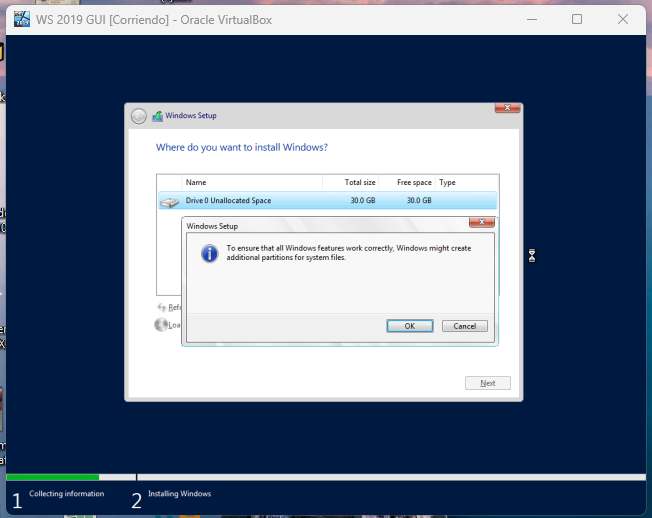 WS 2019 GUI [Corriendo] - Oracle VirtualBox
Windows Setup
Where do you want to install Windows?
Name Total size Free space Type
Drive 0 Unallocated Space 30.0 GB 30.0 GB
Windows Setup
To ensure that all Windows features work correctly, Windows might create
additional partitions for system files.
Refr
Loa
OK Cancel
Next
1 Collecting information 2 Installing Windows